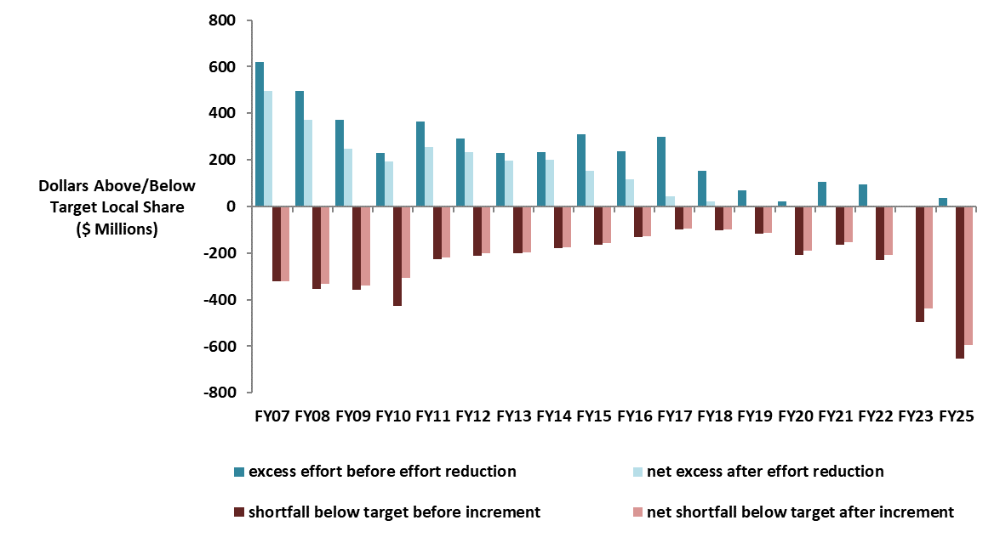 800
600
400
200
0
-200
-400
-600
-800
Dollars Above/Below
Target Local Share
($ Millions)
FY07 FY08 FY09 FY10 FY11 FY12 FY13 FY14 FY15 FY16 FY17 FY18 FY19 FY20 FY21 FY22 FY23 FY25
excess effort before effort reduction
net excess after effort reduction
shortfall below target before increment
net shortfall below target after increment